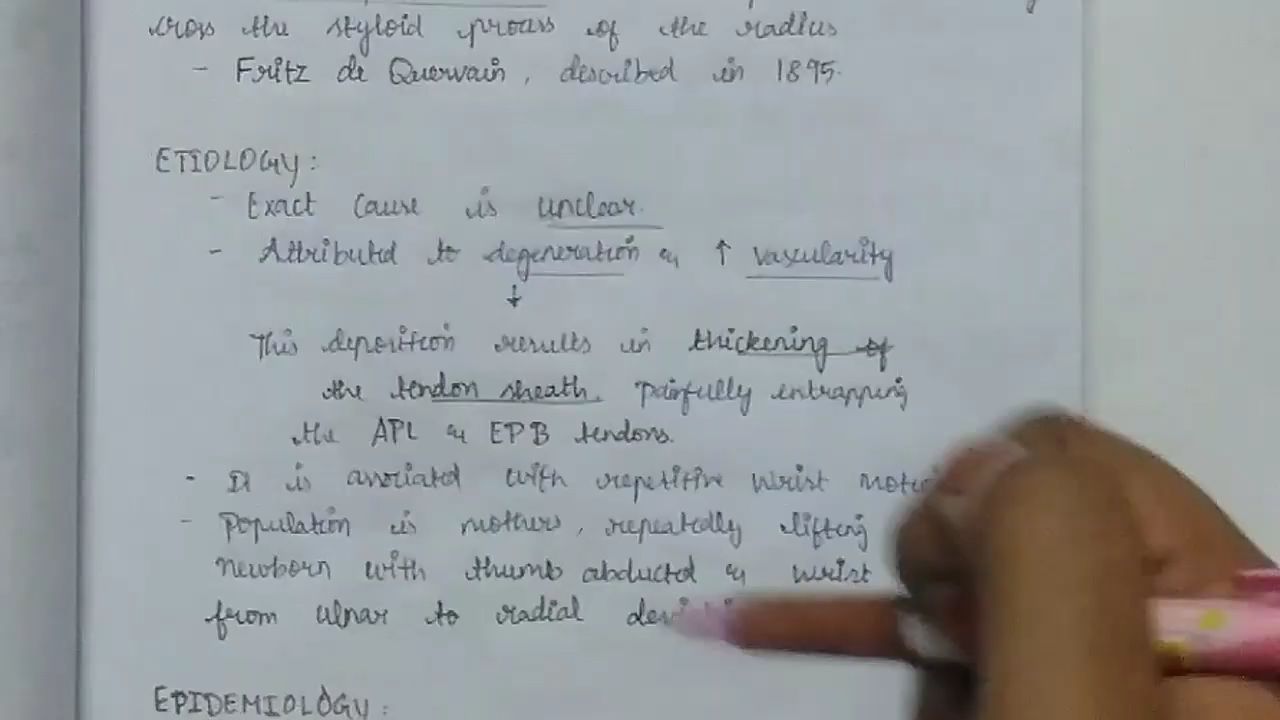 cross the styloid process of the radius
- Fritz de Quervain, described in 1895.
ETIOLOGY:
- Exact cause is unclear.
- Attributed to degeneration & ↑ vascularity
↓
This deposition results in thickening of
the tendon sheath, painfully entrapping
the APL & EPB tendons.
- It is associated with repetitive wrist
- Population is mothers, repeatedly lifting
newborn with thumb abducted & wrist
from ulnar to radial
EPIDEMIOLOGY: